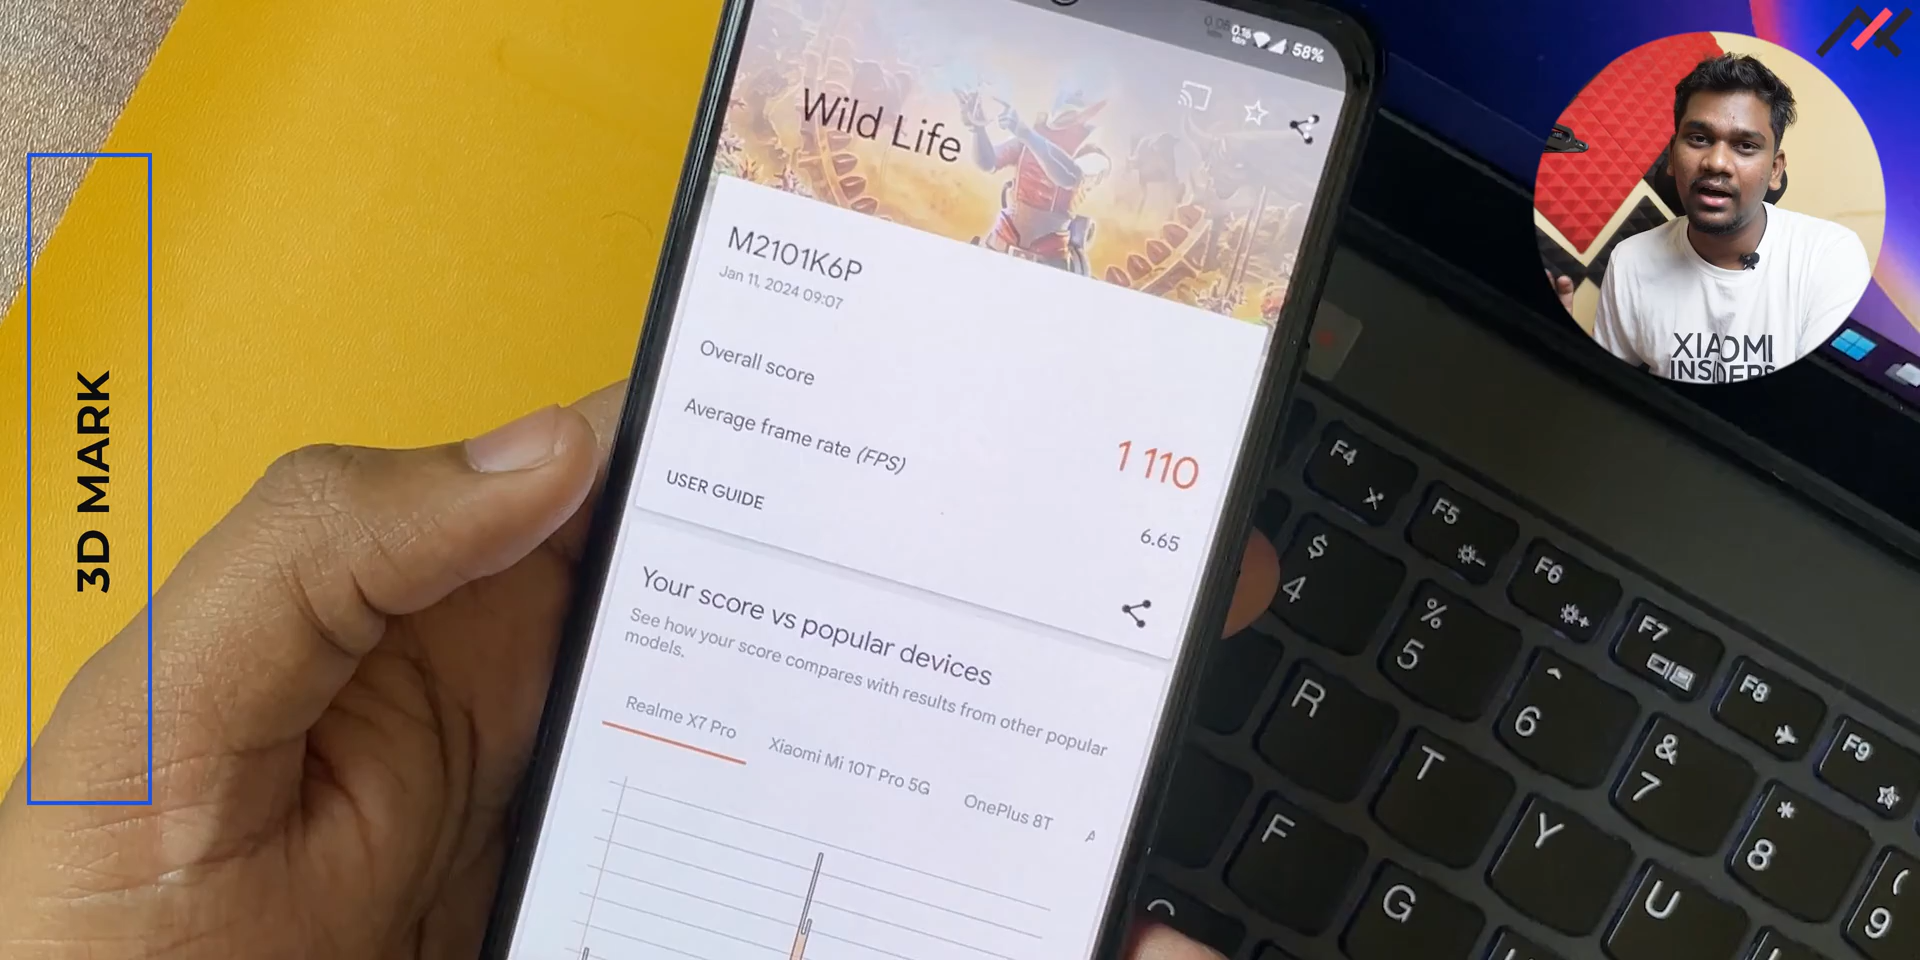 58%
Wild Life
M2101K6P
Jan 11, 2024 09:07
Overall score
1 110
Average frame rate (FPS)
6.65
USER GUIDE
Your score vs popular devices
See how your score compares with results from other popular
models.
Realme X7 Pro
Xiaomi Mi 10T Pro 5G
OnePlus 8T
A
3D MARK
XIAOMI
INSIDERS
F4
F5
F6
F7
F8
F9
$
4
%
5
^
6
&
7
*
8
(
9
R
T
Y
U
F
G